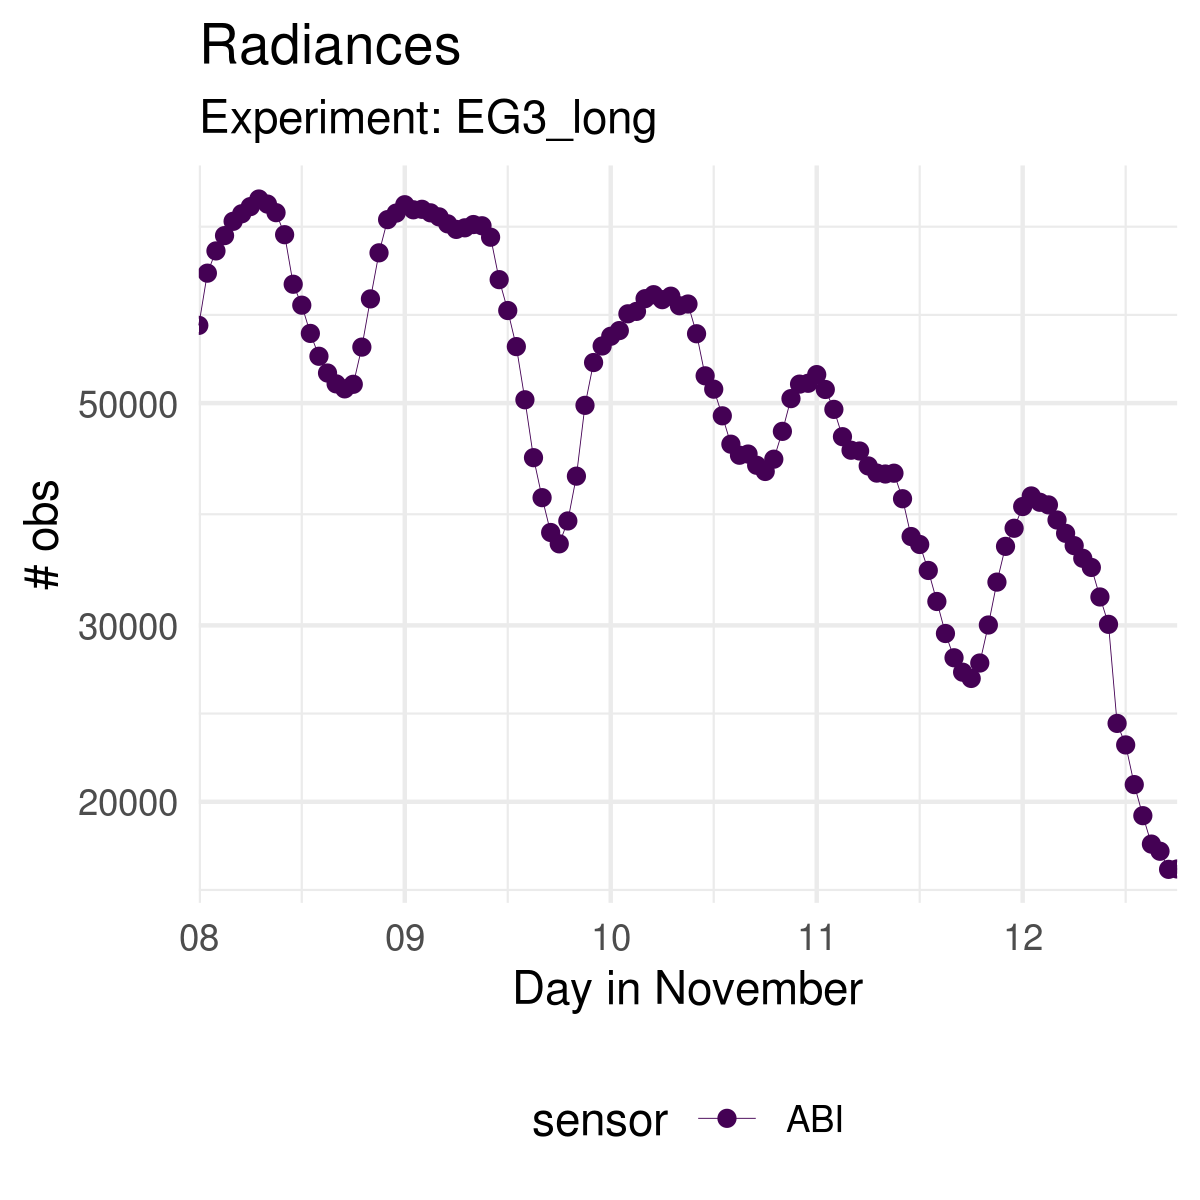 Radiances
Experiment: EG3_long
# obs
50000
30000
20000
08 09 10 11 12
Day in November
sensor ABI